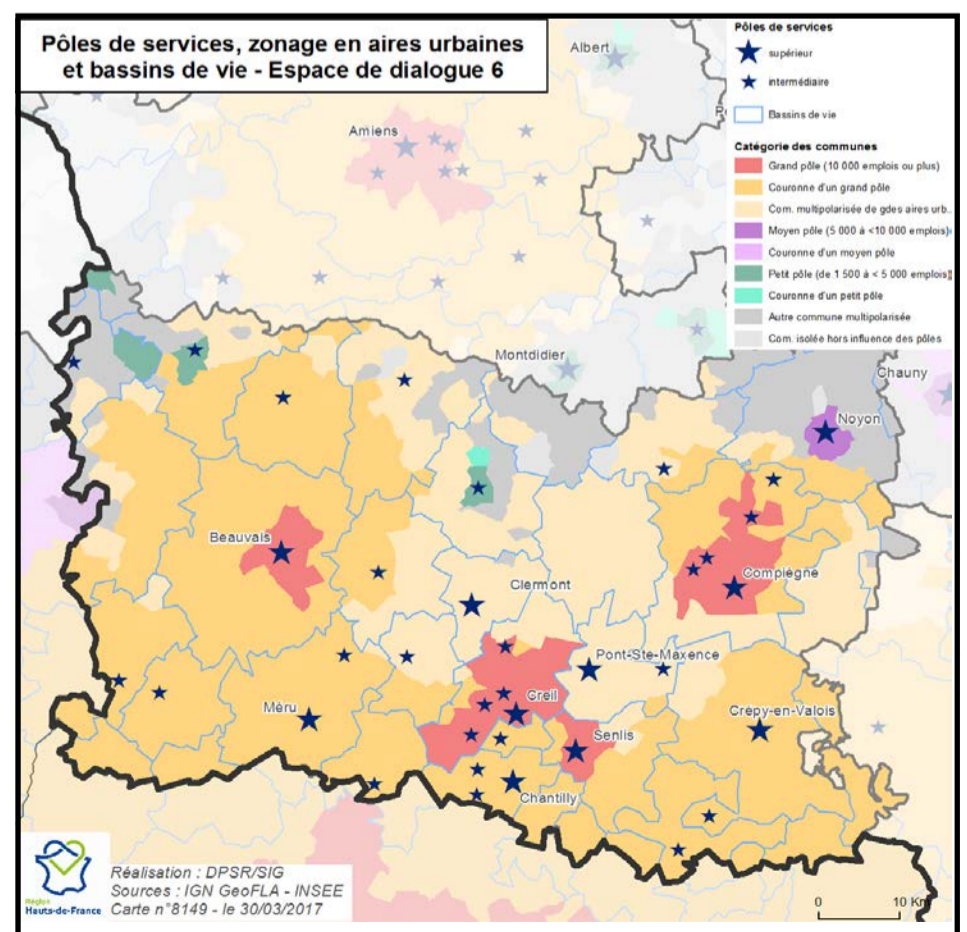 Pôles de services, zonage en aires urbaines
et bassins de vie - Espace de dialogue 6
Pôles de services
supérieur
intermédiaire
Bassins de vie
Catégorie des communes
Grand pôle (10 000 emplois ou plus)
Couronne d'un grand pôle
Com. multipolarisée de gdes aires urb..
Moyen pôle (5 000 à <10 000 emplois)
Couronne d'un moyen pôle
Petit pôle (de 1 500 à < 5 000 emplois)
Couronne d'un petit pôle
Autre commune multipolarisée
Com. isolée hors influence des pôles
Albert
Amiens
Montdidier
Chauny
Noyon
Beauvais
Compiègne
Clermont
Pont-Ste-Maxence
Creil
Méru
Senlis
Crépy-en-Valois
Chantilly
Région
Hauts-de-France
Réalisation : DPSR/SIG
Sources : IGN GeoFLA - INSEE
Carte n°8149 - le 30/03/2017
0 10 Km